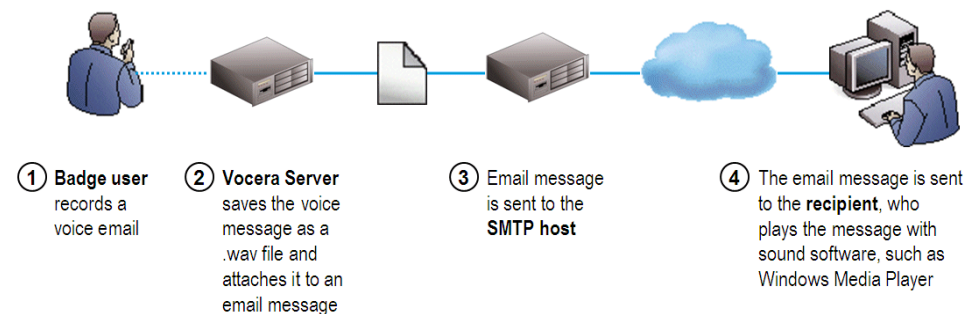 1 Badge user
records a
voice email
2 Vocera Server
saves the voice
message as a
.wav file and
attaches it to an
email message
3 Email message
is sent to the
SMTP host
4 The email message is sent
to the recipient, who
plays the message with
sound software, such as
Windows Media Player